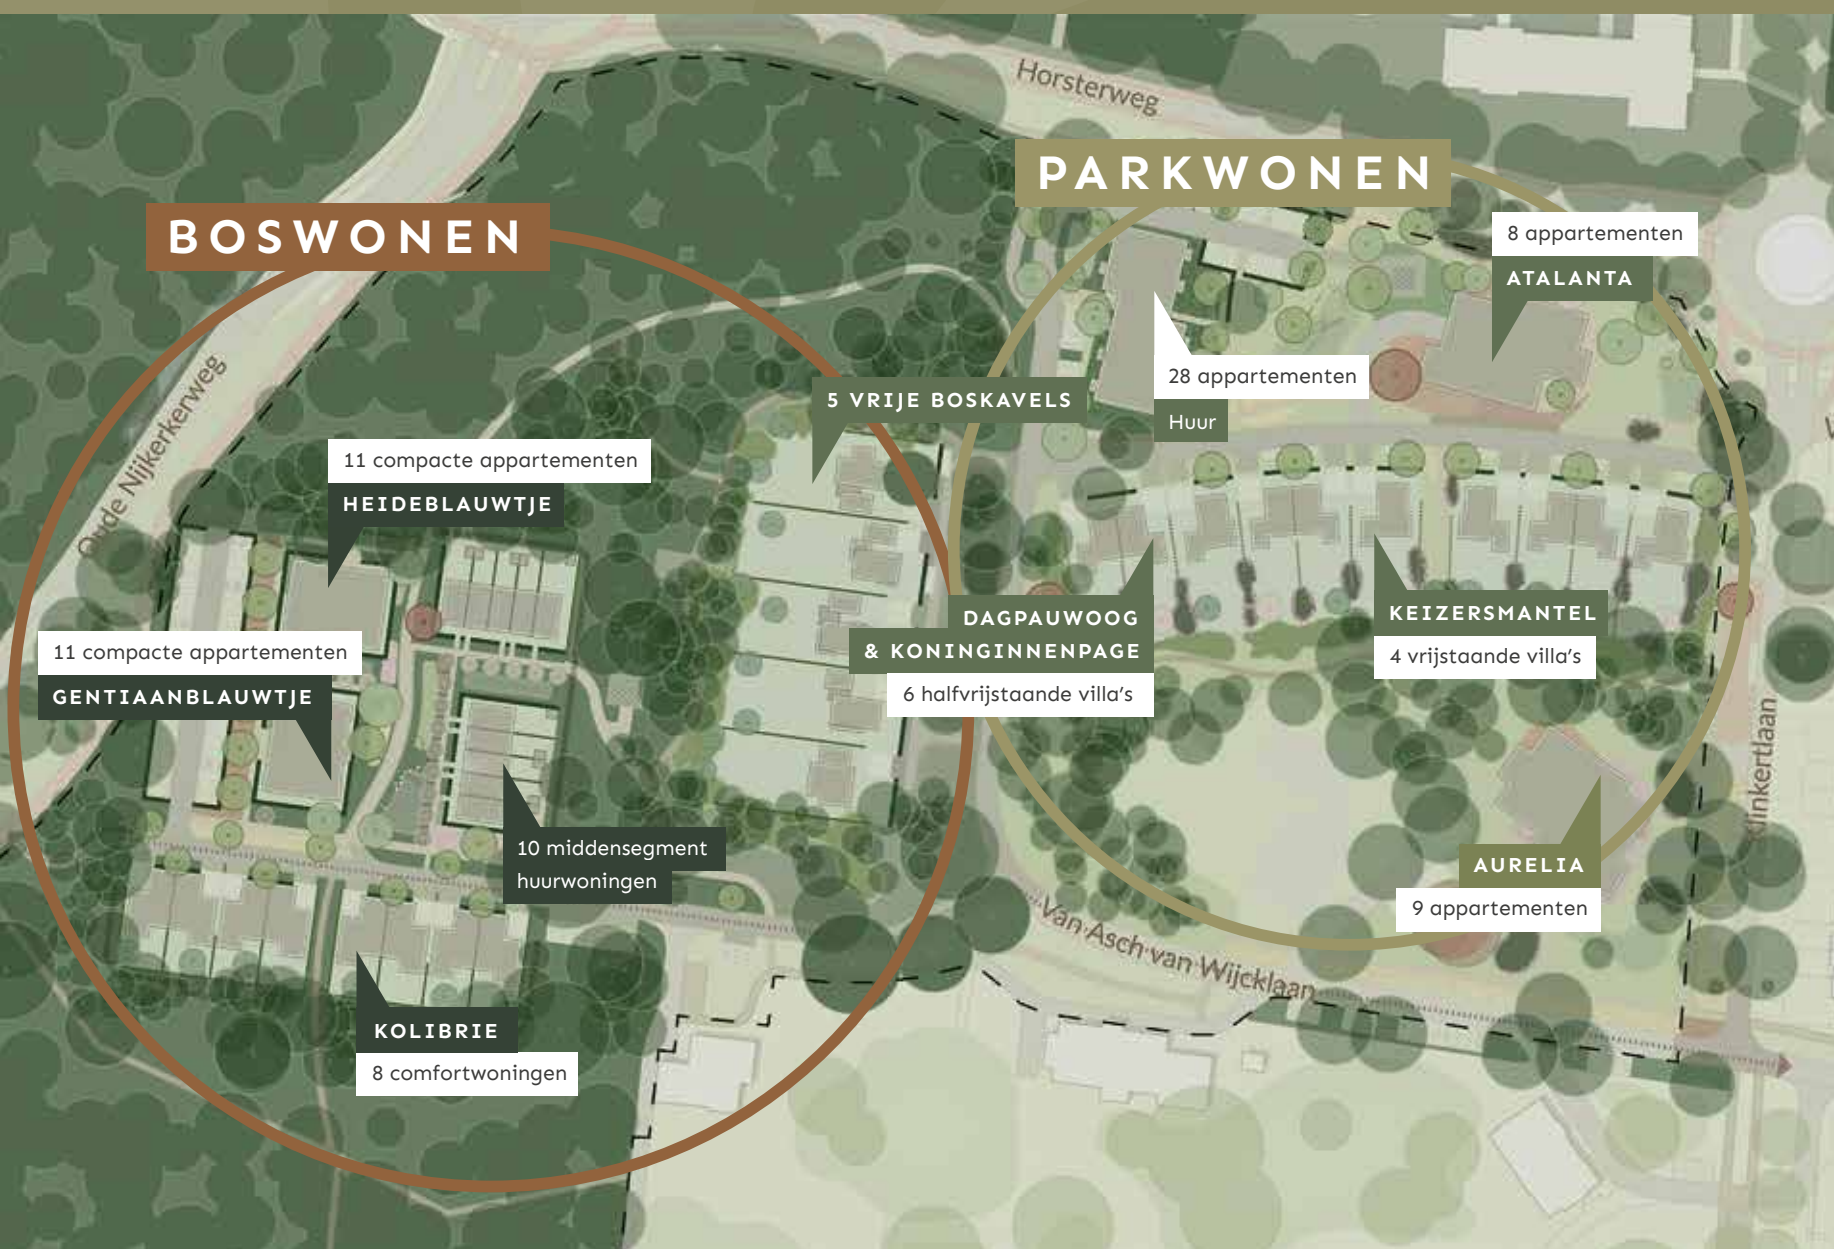 Horsterweg
PARKWONEN
BOSWONEN
8 appartementen
ATALANTA
28 appartementen
Huur
5 VRIJE BOSKAVELS
Oude Nijkerkerweg
11 compacte appartementen
HEIDEBLAUWTJE
DAGPAUWOOG
& KONINGINNENPAGE
6 halfvrijstaande villa's
KEIZERSMANTEL
4 vrijstaande villa's
11 compacte appartementen
GENTIAANBLAUWTJE
10 middensegment
huurwoningen
AURELIA
9 appartementen
Van Asch van Wijcklaan
KOLIBRIE
8 comfortwoningen